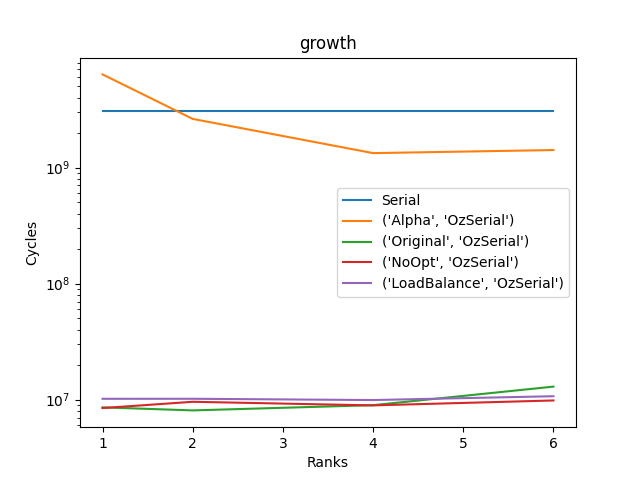 growth
10^9
10^8
10^7
Cycles
Serial
('Alpha', 'OzSerial')
('Original', 'OzSerial')
('NoOpt', 'OzSerial')
('LoadBalance', 'OzSerial')
1 2 3 4 5 6
Ranks